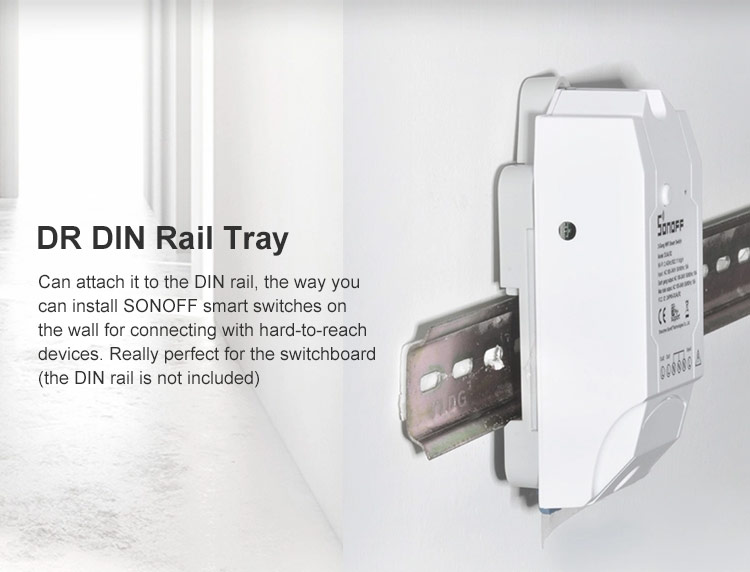 DR DIN Rail Tray
Can attach it to the DIN rail, the way you
can install SONOFF smart switches on
the wall for connecting with hard-to-reach
devices. Really perfect for the switchboard
(the DIN rail is not included)
SONOFF
CE